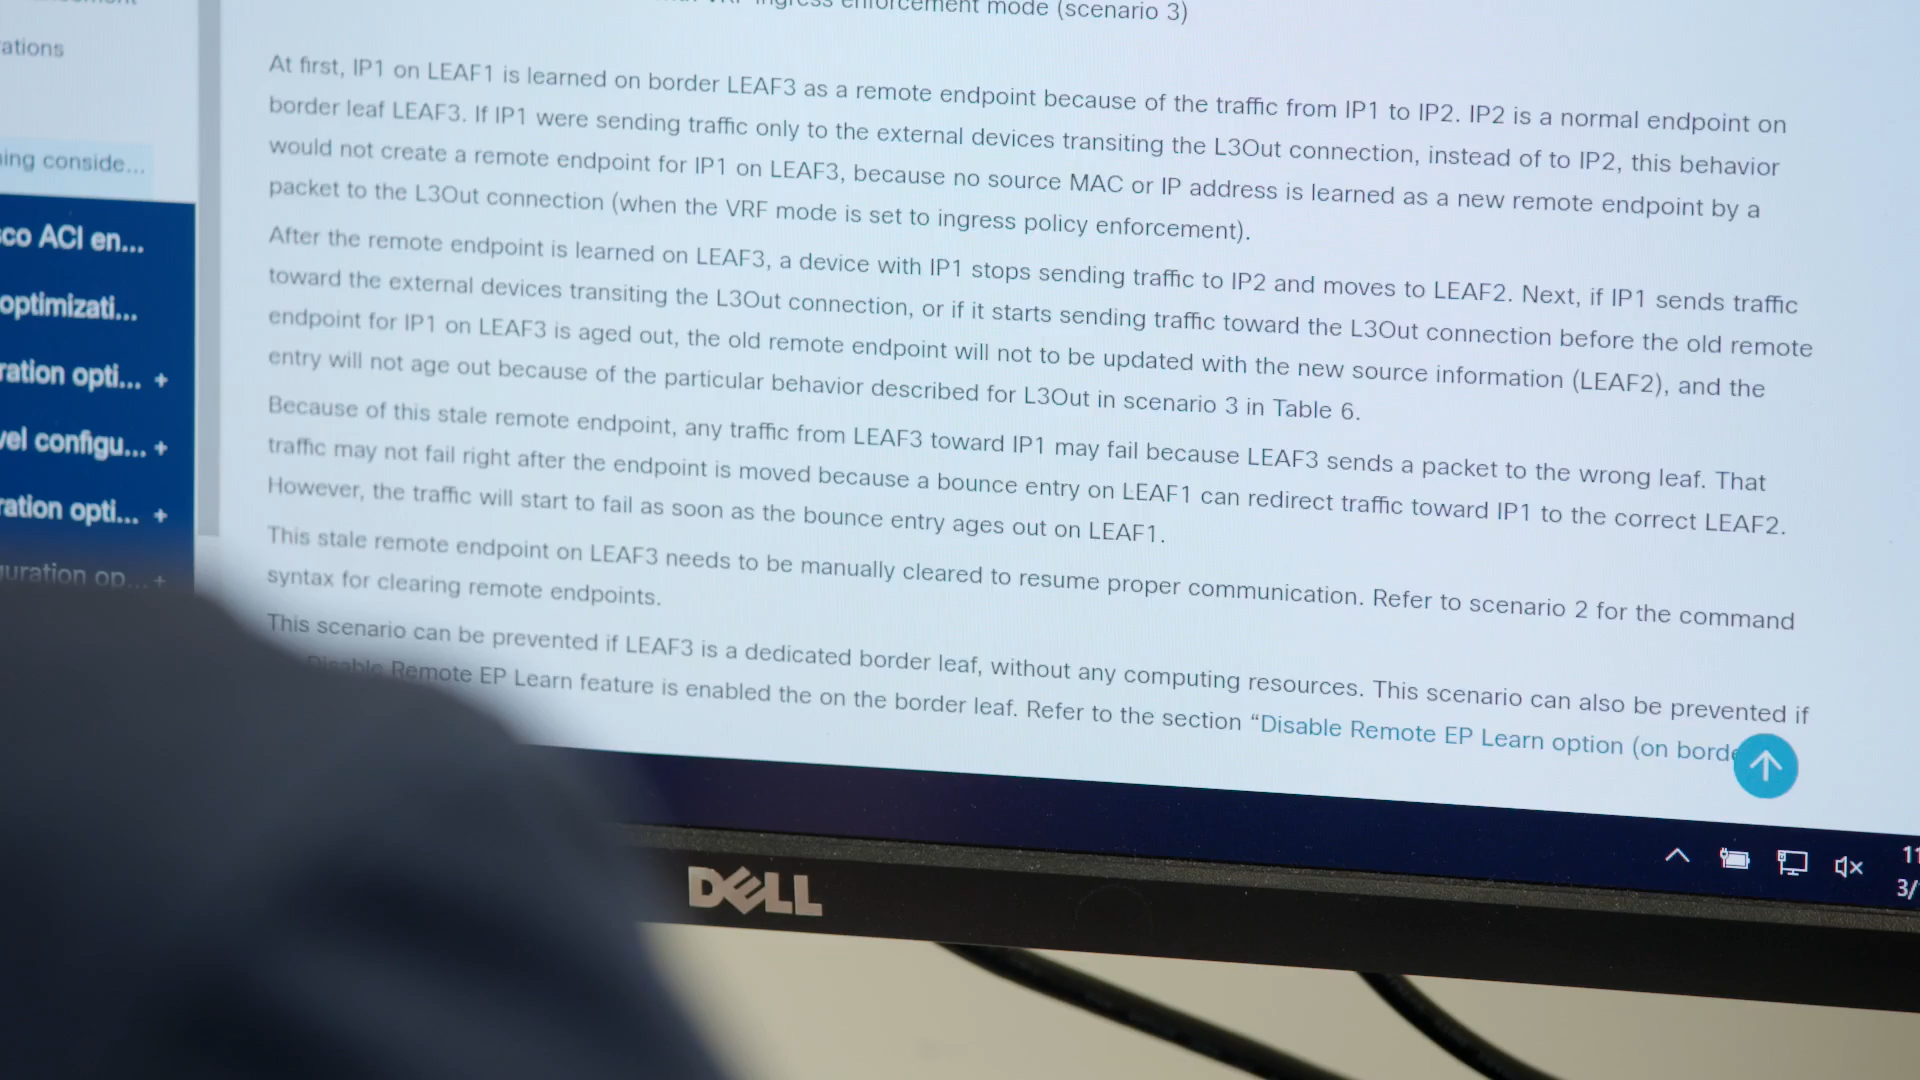 ingress enforcement mode (scenario 3)
ations
At first, IP1 on LEAF1 is learned on border LEAF3 as a remote endpoint because of the traffic from IP1 to IP2. IP2 is a normal endpoint on
border leaf LEAF3. If IP1 were sending traffic only to the external devices transiting the L3Out connection, instead of to IP2, this behavior
would not create a remote endpoint for IP1 on LEAF3, because no source MAC or IP address is learned as a new remote endpoint by a
packet to the L3Out connection (when the VRF mode is set to ingress policy enforcement).
After the remote endpoint is learned on LEAF3, a device with IP1 stops sending traffic to IP2 and moves to LEAF2. Next, if IP1 sends traffic
toward the external devices transiting the L3Out connection, or if it starts sending traffic toward the L3Out connection before the old remote
endpoint for IP1 on LEAF3 is aged out, the old remote endpoint will not to be updated with the new source information (LEAF2), and the
entry will not age out because of the particular behavior described for L3Out in scenario 3 in Table 6.
Because of this stale remote endpoint, any traffic from LEAF3 toward IP1 may fail because LEAF3 sends a packet to the wrong leaf. That
traffic may not fail right after the endpoint is moved because a bounce entry on LEAF1 can redirect traffic toward IP1 to the correct LEAF2.
However, the traffic will start to fail as soon as the bounce entry ages out on LEAF1.
This stale remote endpoint on LEAF3 needs to be manually cleared to resume proper communication. Refer to scenario 2 for the command
syntax for clearing remote endpoints.
This scenario can be prevented if LEAF3 is a dedicated border leaf, without any computing resources. This scenario can also be prevented if
Disable Remote EP Learn feature is enabled the on the border leaf. Refer to the section “Disable Remote EP Learn option (on borde
ing conside...
co ACI en...
optimizati...
ration opti... +
vel configu... +
ration opti... +
uration op... +
11
3/
DELL